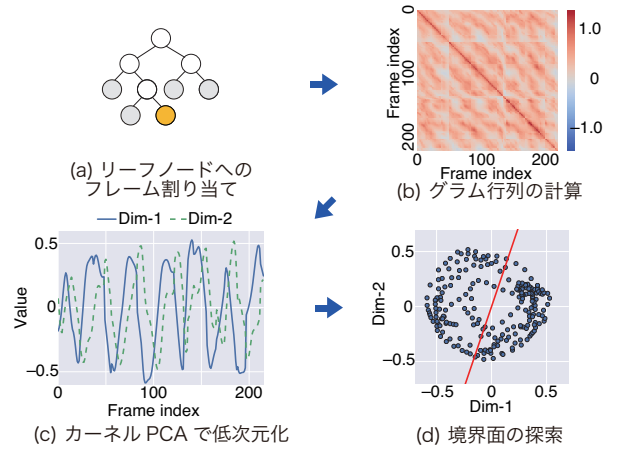 (a) リーフノードへの
フレーム割り当て
0
100
200
Frame index
0
100
200
Frame index
1.0
0
−1.0
(b) グラム行列の計算
Dim-1
Dim-2
0.5
0
−0.5
Value
0
100
200
Frame index
(c) カーネル PCA で低次元化
0.5
0
−0.5
Dim-2
−0.5
0
0.5
Dim-1
(d) 境界面の探索